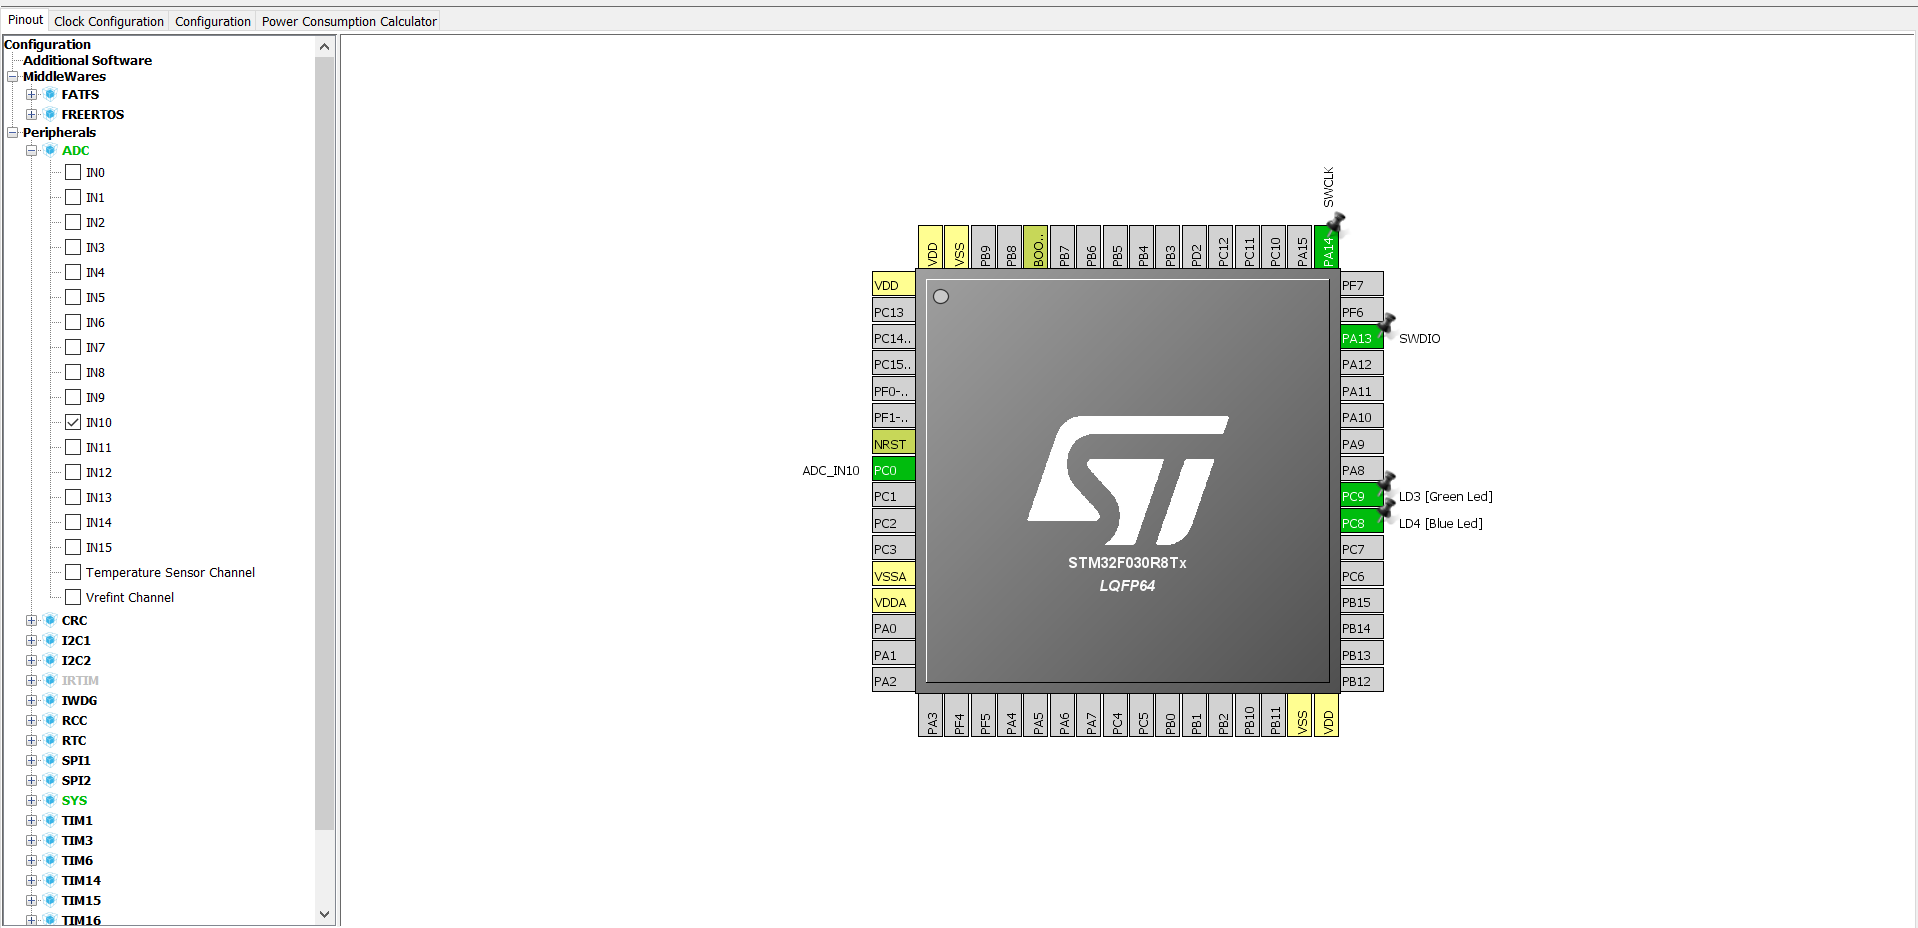 Pinout Clock Configuration Configuration Power Consumption Calculator
Configuration
Additional Software
MiddleWares
FATFS
FREERTOS
Peripherals
ADC
IN0
IN1
IN2
IN3
IN4
IN5
IN6
IN7
IN8
IN9
IN10
IN11
IN12
IN13
IN14
IN15
Temperature Sensor Channel
Vrefint Channel
CRC
I2C1
I2C2
IRTIM
IWDG
RCC
RTC
SPI1
SPI2
SYS
TIM1
TIM3
TIM6
TIM14
TIM15
TIM16
SWCLK
VDD
VSS
PB9
PB8
BOO..
PB7
PB6
PB5
PB4
PB3
PD2
PC12
PC11
PC10
PA15
PA14
VDD
PC13
PC14..
PC15..
PF0-..
PF1-..
NRST
ADC_IN10 PC0
PC1
PC2
PC3
VSSA
VDDA
PA0
PA1
PA2
ST
STM32F030R8Tx
LQFP64
PF7
PF6
PA13 SWDIO
PA12
PA11
PA10
PA9
PA8
PC9 LD3 [Green Led]
PC8 LD4 [Blue Led]
PC7
PC6
PB15
PB14
PB13
PB12
PA3
PF4
PF5
PA4
PA5
PA6
PA7
PC4
PC5
PB0
PB1
PB2
PB10
PB11
VSS
VDD